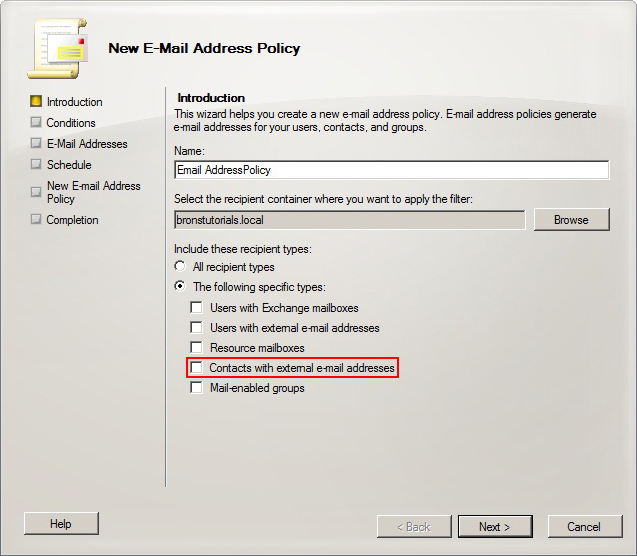 New E-Mail Address Policy
Introduction
Conditions
E-Mail Addresses
Schedule
New E-mail Address
Policy
Completion
Introduction
This wizard helps you create a new e-mail address policy. E-mail address policies generate
e-mail addresses for your users, contacts, and groups.
Name:
Email AddressPolicy
Select the recipient container where you want to apply the filter:
bronstutorials.local
Browse
Include these recipient types:
All recipient types
The following specific types:
Users with Exchange mailboxes
Users with external e-mail addresses
Resource mailboxes
Contacts with external e-mail addresses
Mail-enabled groups
Help
< Back
Next >
Cancel